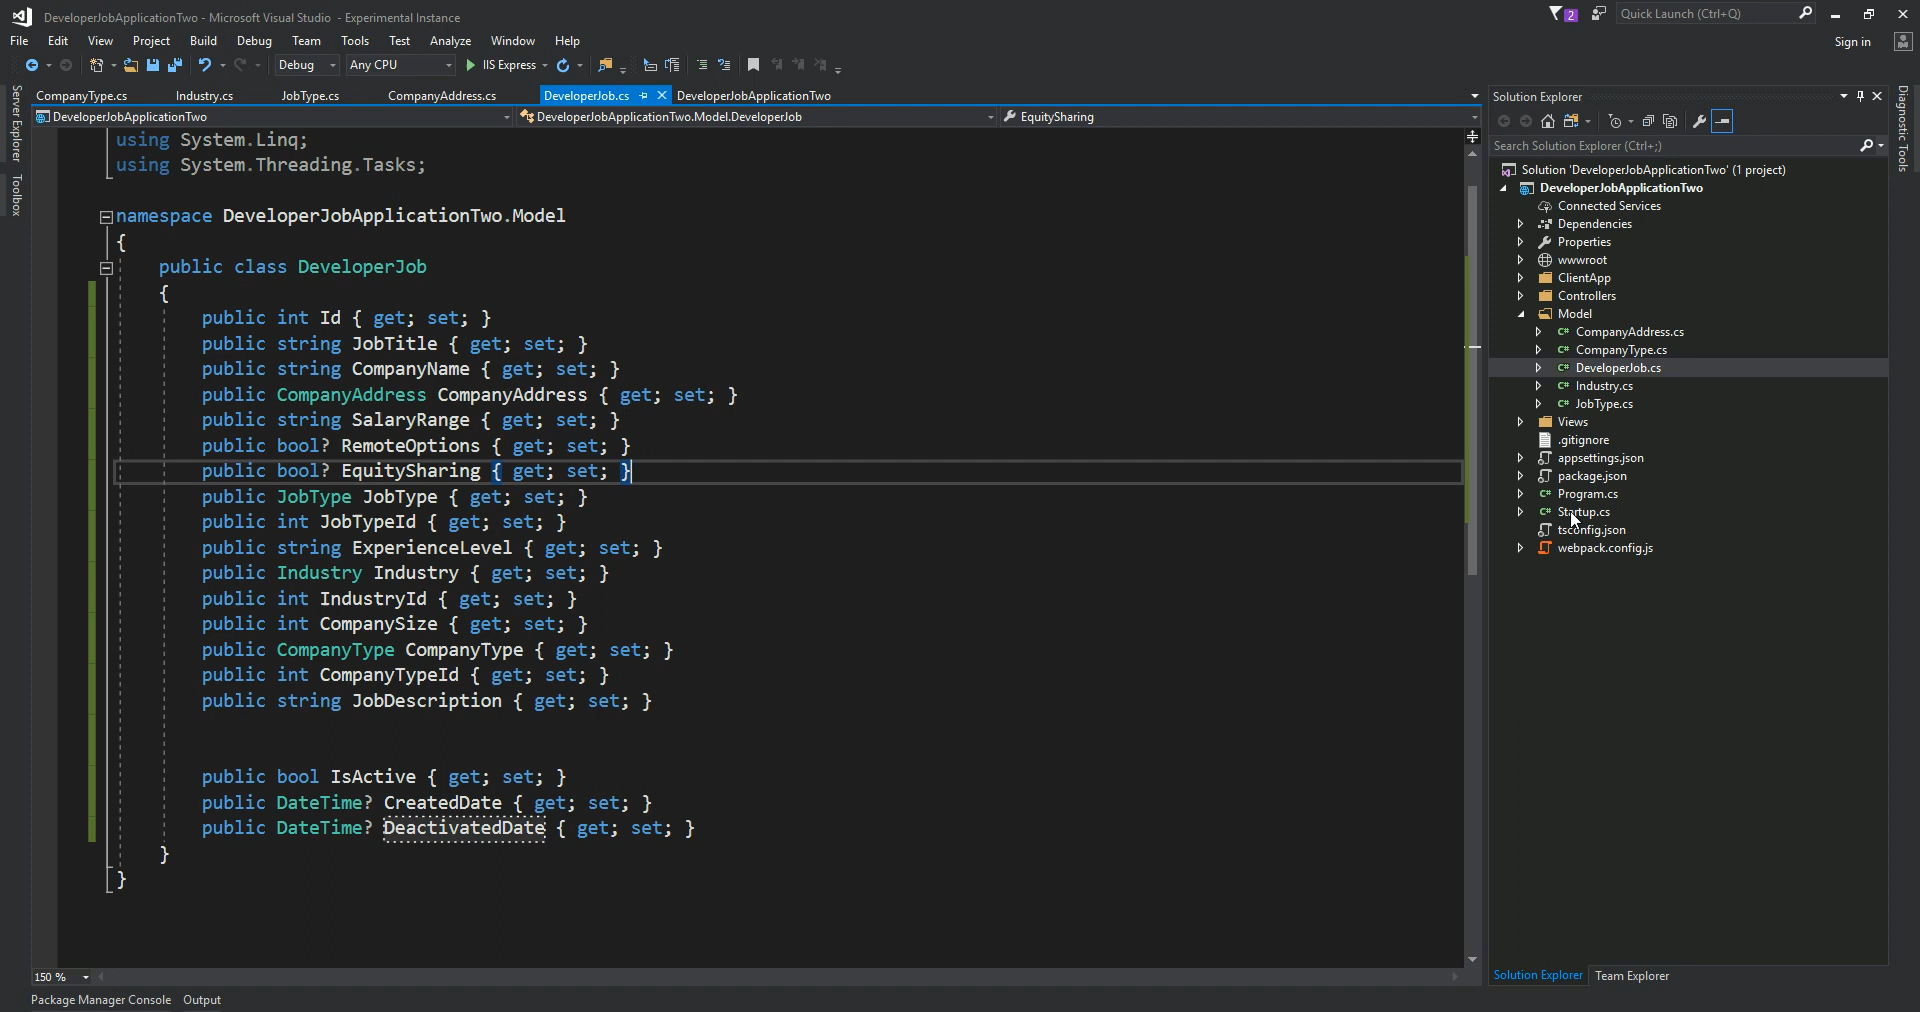 DeveloperJobApplicationTwo - Microsoft Visual Studio - Experimental Instance
2
Quick Launch (Ctrl+Q)
File Edit View Project Build Debug Team Tools Test Analyze Window Help
Sign in
Debug Any CPU IIS Express
Server Explorer
Toolbox
CompanyType.cs Industry.cs JobType.cs CompanyAddress.cs DeveloperJob.cs DeveloperJobApplicationTwo
DeveloperJobApplicationTwo DeveloperJobApplicationTwo.Model.DeveloperJob EquitySharing
using System.Linq;
using System.Threading.Tasks;
namespace DeveloperJobApplicationTwo.Model
{
public class DeveloperJob
{
public int Id { get; set; }
public string JobTitle { get; set; }
public string CompanyName { get; set; }
public CompanyAddress CompanyAddress { get; set; }
public string SalaryRange { get; set; }
public bool? RemoteOptions { get; set; }
public bool? EquitySharing { get; set; }
public JobType JobType { get; set; }
public int JobTypeId { get; set; }
public string ExperienceLevel { get; set; }
public Industry Industry { get; set; }
public int IndustryId { get; set; }
public int CompanySize { get; set; }
public CompanyType CompanyType { get; set; }
public int CompanyTypeId { get; set; }
public string JobDescription { get; set; }
public bool IsActive { get; set; }
public DateTime? CreatedDate { get; set; }
public DateTime? DeactivatedDate { get; set; }
}
}
150 %
Package Manager Console Output
Solution Explorer
Search Solution Explorer (Ctrl+;)
Solution 'DeveloperJobApplicationTwo' (1 project)
DeveloperJobApplicationTwo
Connected Services
Dependencies
Properties
wwwroot
ClientApp
Controllers
Model
C# CompanyAddress.cs
C# CompanyType.cs
C# DeveloperJob.cs
C# Industry.cs
C# JobType.cs
Views
.gitignore
appsettings.json
package.json
C# Program.cs
C# Startup.cs
tsconfig.json
webpack.config.js
Solution Explorer Team Explorer
Diagnostic Tools